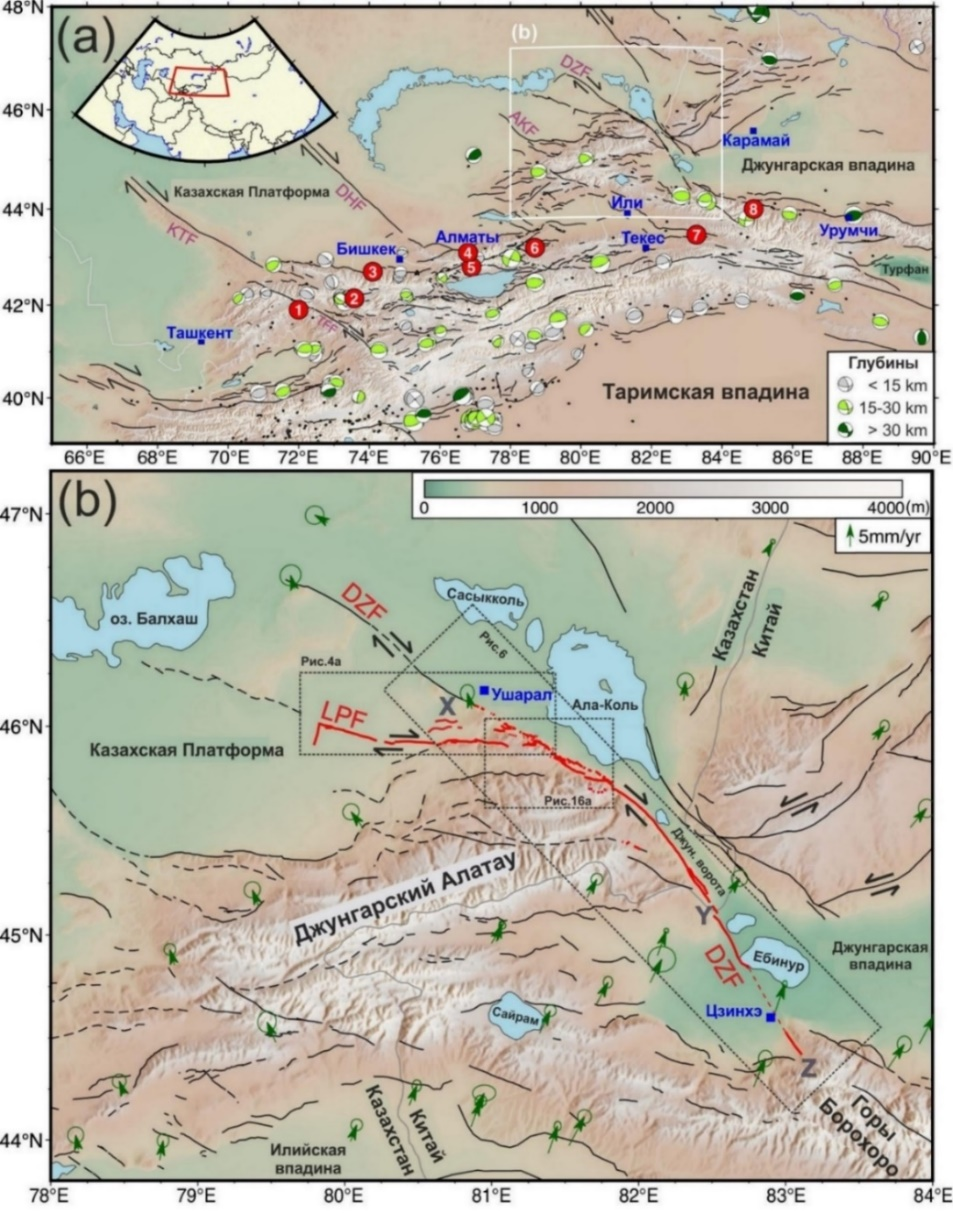 48°N
46°N
44°N
42°N
40°N
(a)
(b)
DZF
AKF
Карамай
Джунгарская впадина
Казахская Платформа
DHF
KTF
Или
8
Алматы
Бишкек
4
5
6
Текес
7
Урумчи
3
Турфан
2
1
TFF
Ташкент
Таримская впадина
Глубины
< 15 km
15-30 km
> 30 km
66°E 68°E 70°E 72°E 74°E 76°E 78°E 80°E 82°E 84°E 86°E 88°E 90°E
(b)
0 1000 2000 3000 4000(m)
5mm/yr
47°N
46°N
45°N
44°N
оз. Балхаш
DZF
Сасыкколь
Рис.6
Казахстан
Китай
Рис.4а
Ушарал
X
Ала-Коль
LPF
Казахская Платформа
Рис.16а
Джун. ворота
Джунгарский Алатау
Y
DZF
Ебинур
Джунгарская
впадина
Цзинхэ
Сайрам
Z
Горы
Борохоро
Казахстан
Китай
Илийская
впадина
78°E 79°E 80°E 81°E 82°E 83°E 84°E